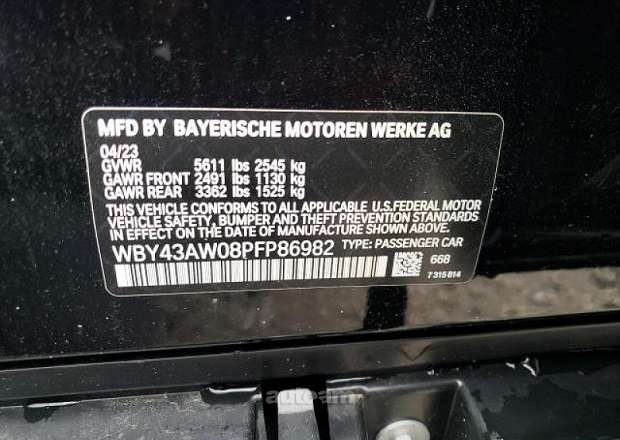 MFD BY BAYERISCHE MOTOREN WERKE AG
04/23
GVWR 5611 lbs 2545 kg
GAWR FRONT 2491 lbs 1130 kg
GAWR REAR 3362 lbs 1525 kg
THIS VEHICLE CONFORMS TO ALL APPLICABLE U.S.FEDERAL MOTOR
VEHICLE SAFETY, BUMPER AND THEFT PREVENTION STANDARDS
IN EFFECT ON THE DATE OF MANUFACTURE SHOWN ABOVE.
WBY43AW08PFP86982 TYPE: PASSENGER CAR
668
7 315 814